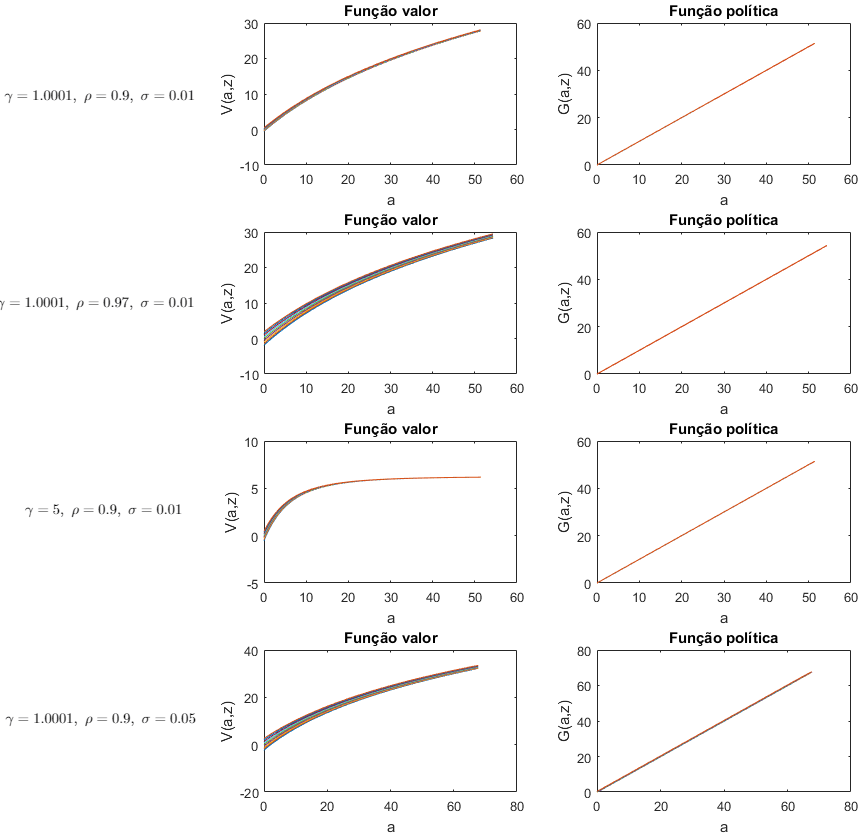 Função valor
Função política
γ = 1.0001, ρ = 0.9, σ = 0.01
V(a,z)
30
20
10
0
-10
0 10 20 30 40 50 60
a
G(a,z)
60
40
20
0
0 10 20 30 40 50 60
a
Função valor
Função política
γ = 1.0001, ρ = 0.97, σ = 0.01
V(a,z)
30
20
10
0
-10
0 10 20 30 40 50 60
a
G(a,z)
60
40
20
0
0 10 20 30 40 50 60
a
Função valor
Função política
γ = 5, ρ = 0.9, σ = 0.01
V(a,z)
10
5
0
-5
0 10 20 30 40 50 60
a
G(a,z)
60
40
20
0
0 10 20 30 40 50 60
a
Função valor
Função política
γ = 1.0001, ρ = 0.9, σ = 0.05
V(a,z)
40
20
0
-20
0 20 40 60 80
a
G(a,z)
80
60
40
20
0
0 20 40 60 80
a